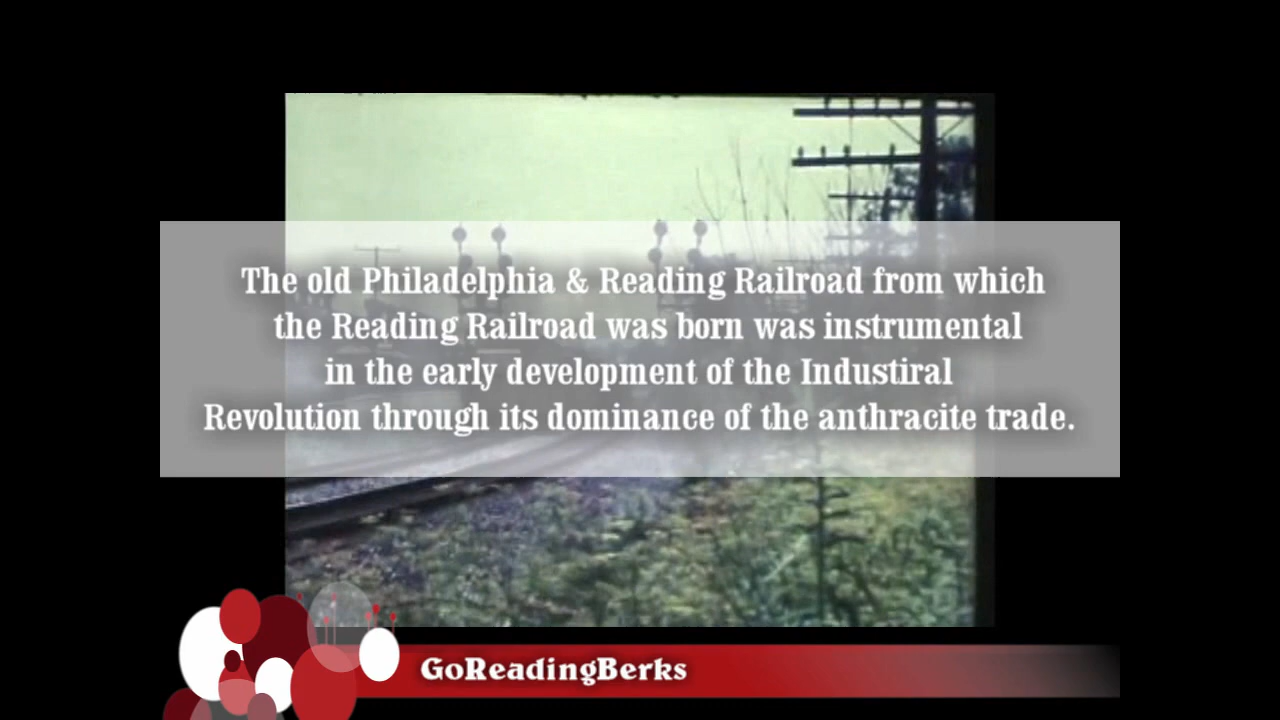 The old Philadelphia & Reading Railroad from which
the Reading Railroad was born was instrumental
in the early development of the Industiral
Revolution through its dominance of the anthracite trade.
GoReadingBerks